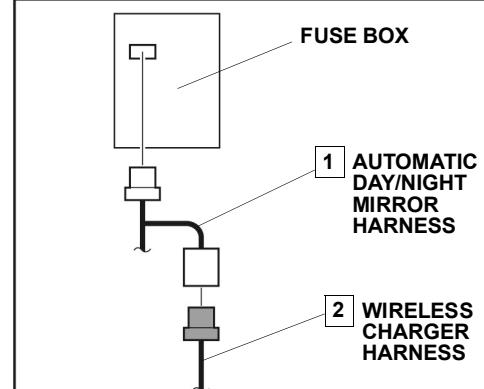 FUSE BOX
1 AUTOMATIC
DAY/NIGHT
MIRROR
HARNESS
2 WIRELESS
CHARGER
HARNESS